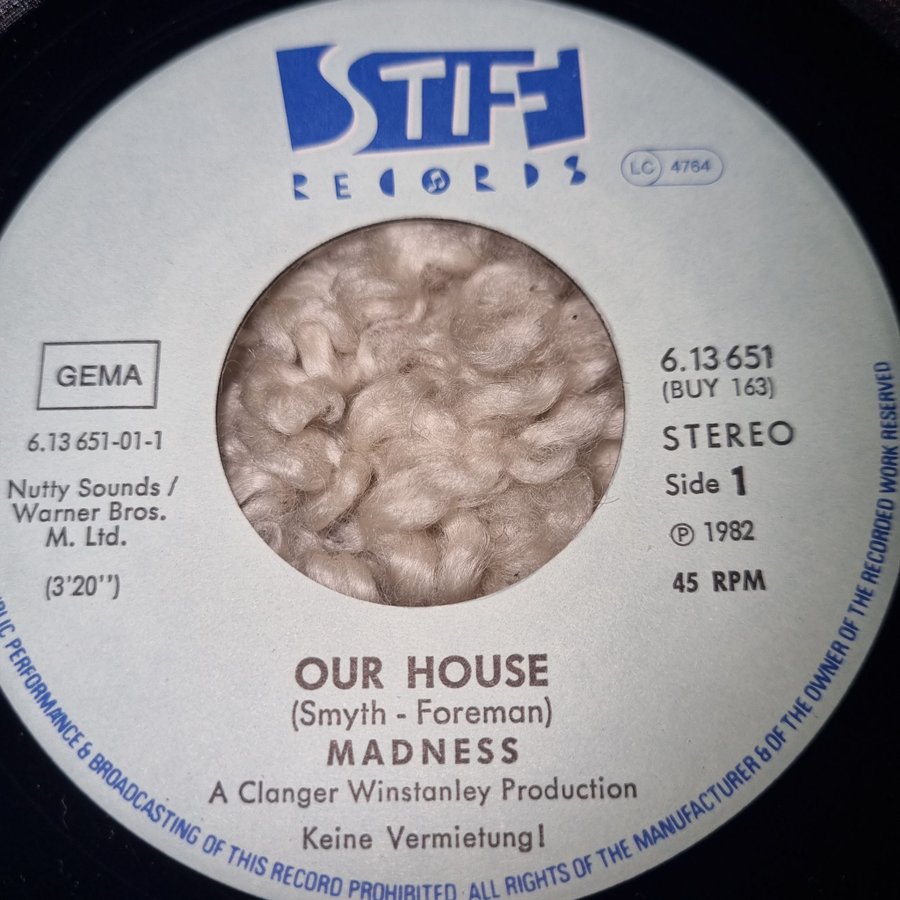 STIFF
RECORDS
LC 4764
GEMA
6.13 651-01-1
Nutty Sounds /
Warner Bros.
M. Ltd.
(3'20'')
6.13 651
(BUY 163)
STEREO
Side 1
℗ 1982
45 RPM
OUR HOUSE
(Smyth - Foreman)
MADNESS
A Clanger Winstanley Production
Keine Vermietung!
PERFORMANCE & BROADCASTING OF THIS RECORD PROHIBITED · ALL RIGHTS OF THE MANUFACTURER & OF THE OWNER OF THE RECORDED WORK RESERVED